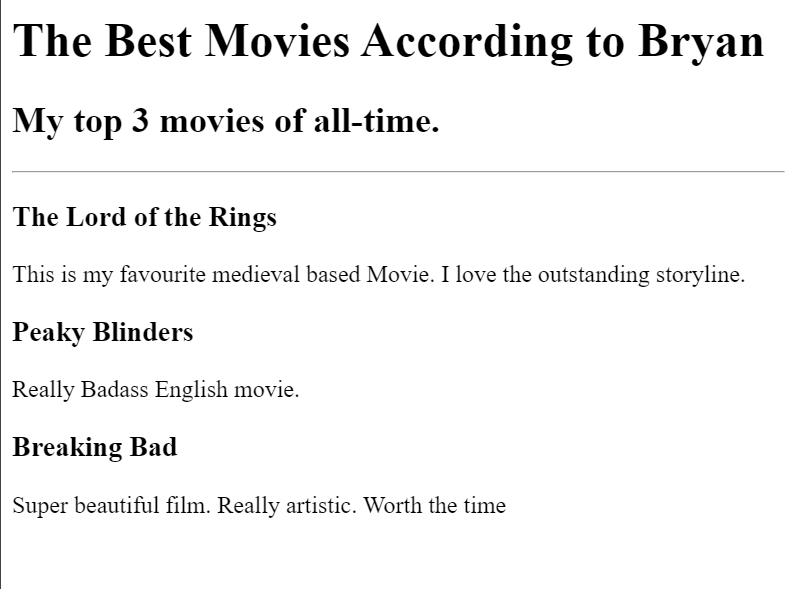 The Best Movies According to Bryan
My top 3 movies of all-time.
The Lord of the Rings
This is my favourite medieval based Movie. I love the outstanding storyline.
Peaky Blinders
Really Badass English movie.
Breaking Bad
Super beautiful film. Really artistic. Worth the time